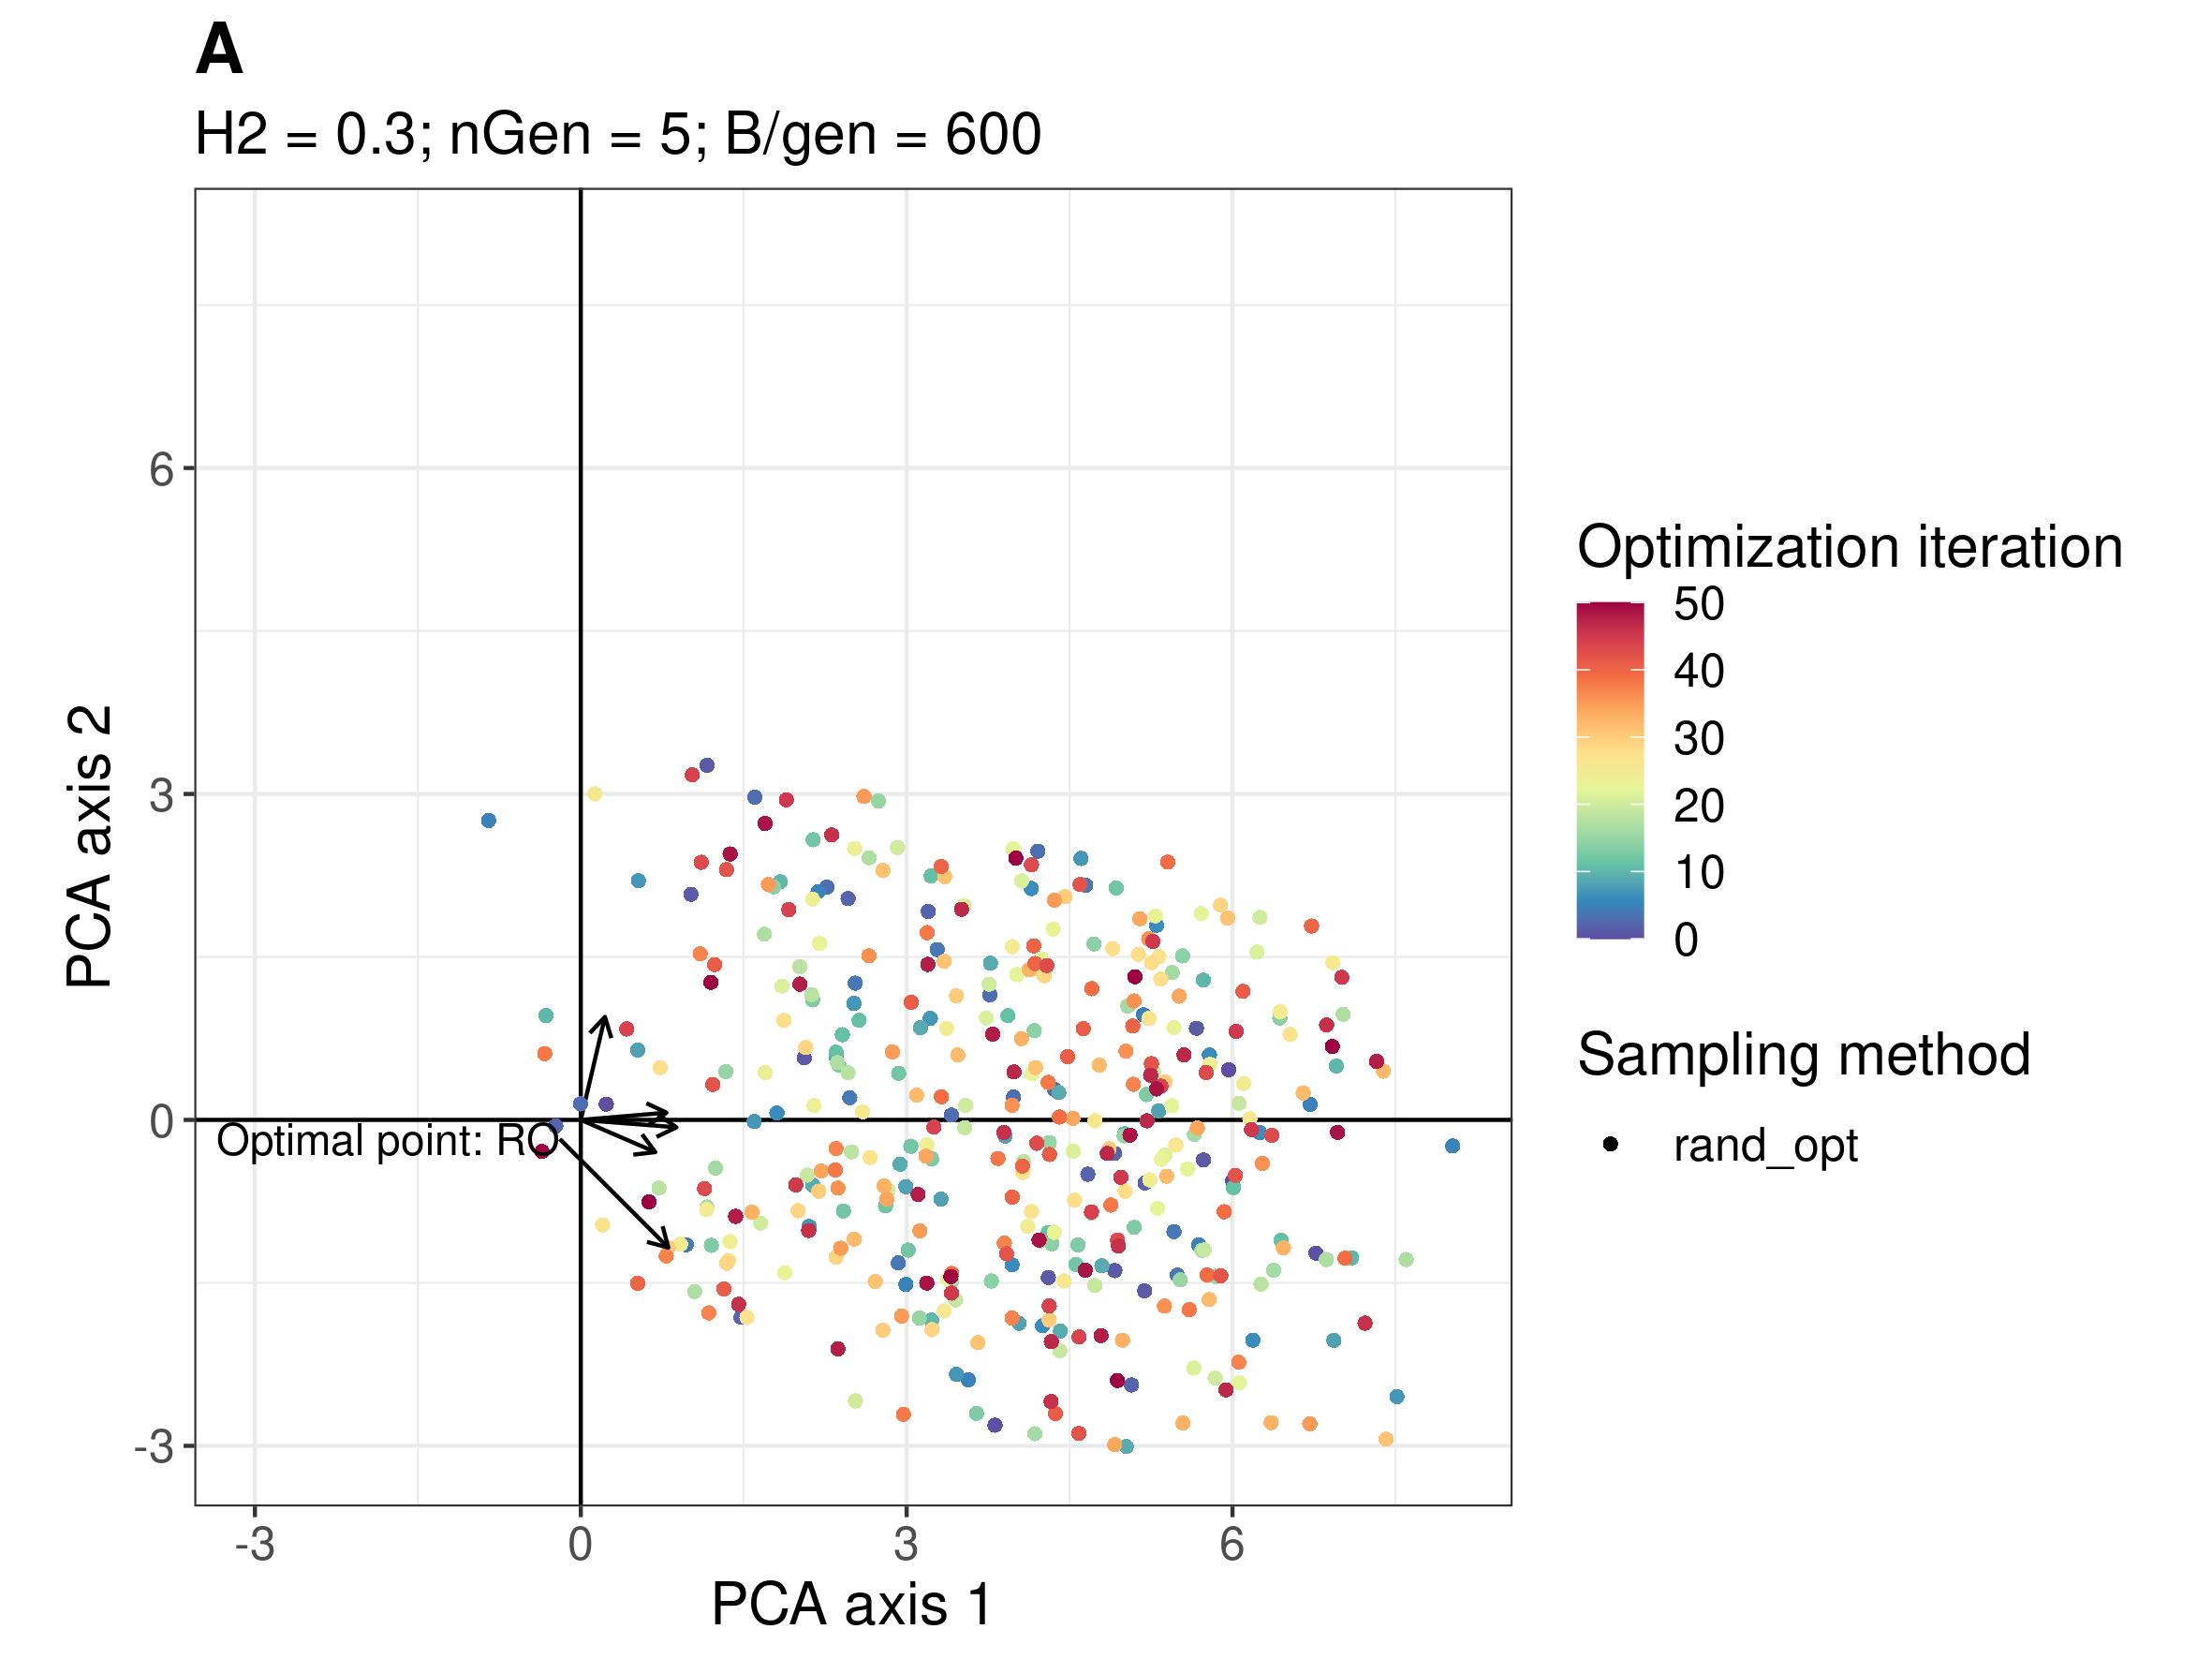 A
H2 = 0.3; nGen = 5; B/gen = 600
PCA axis 2
6
3
0
-3
Optimal point: RO
-3
0
3
6
PCA axis 1
Optimization iteration
50
40
30
20
10
0
Sampling method
rand_opt